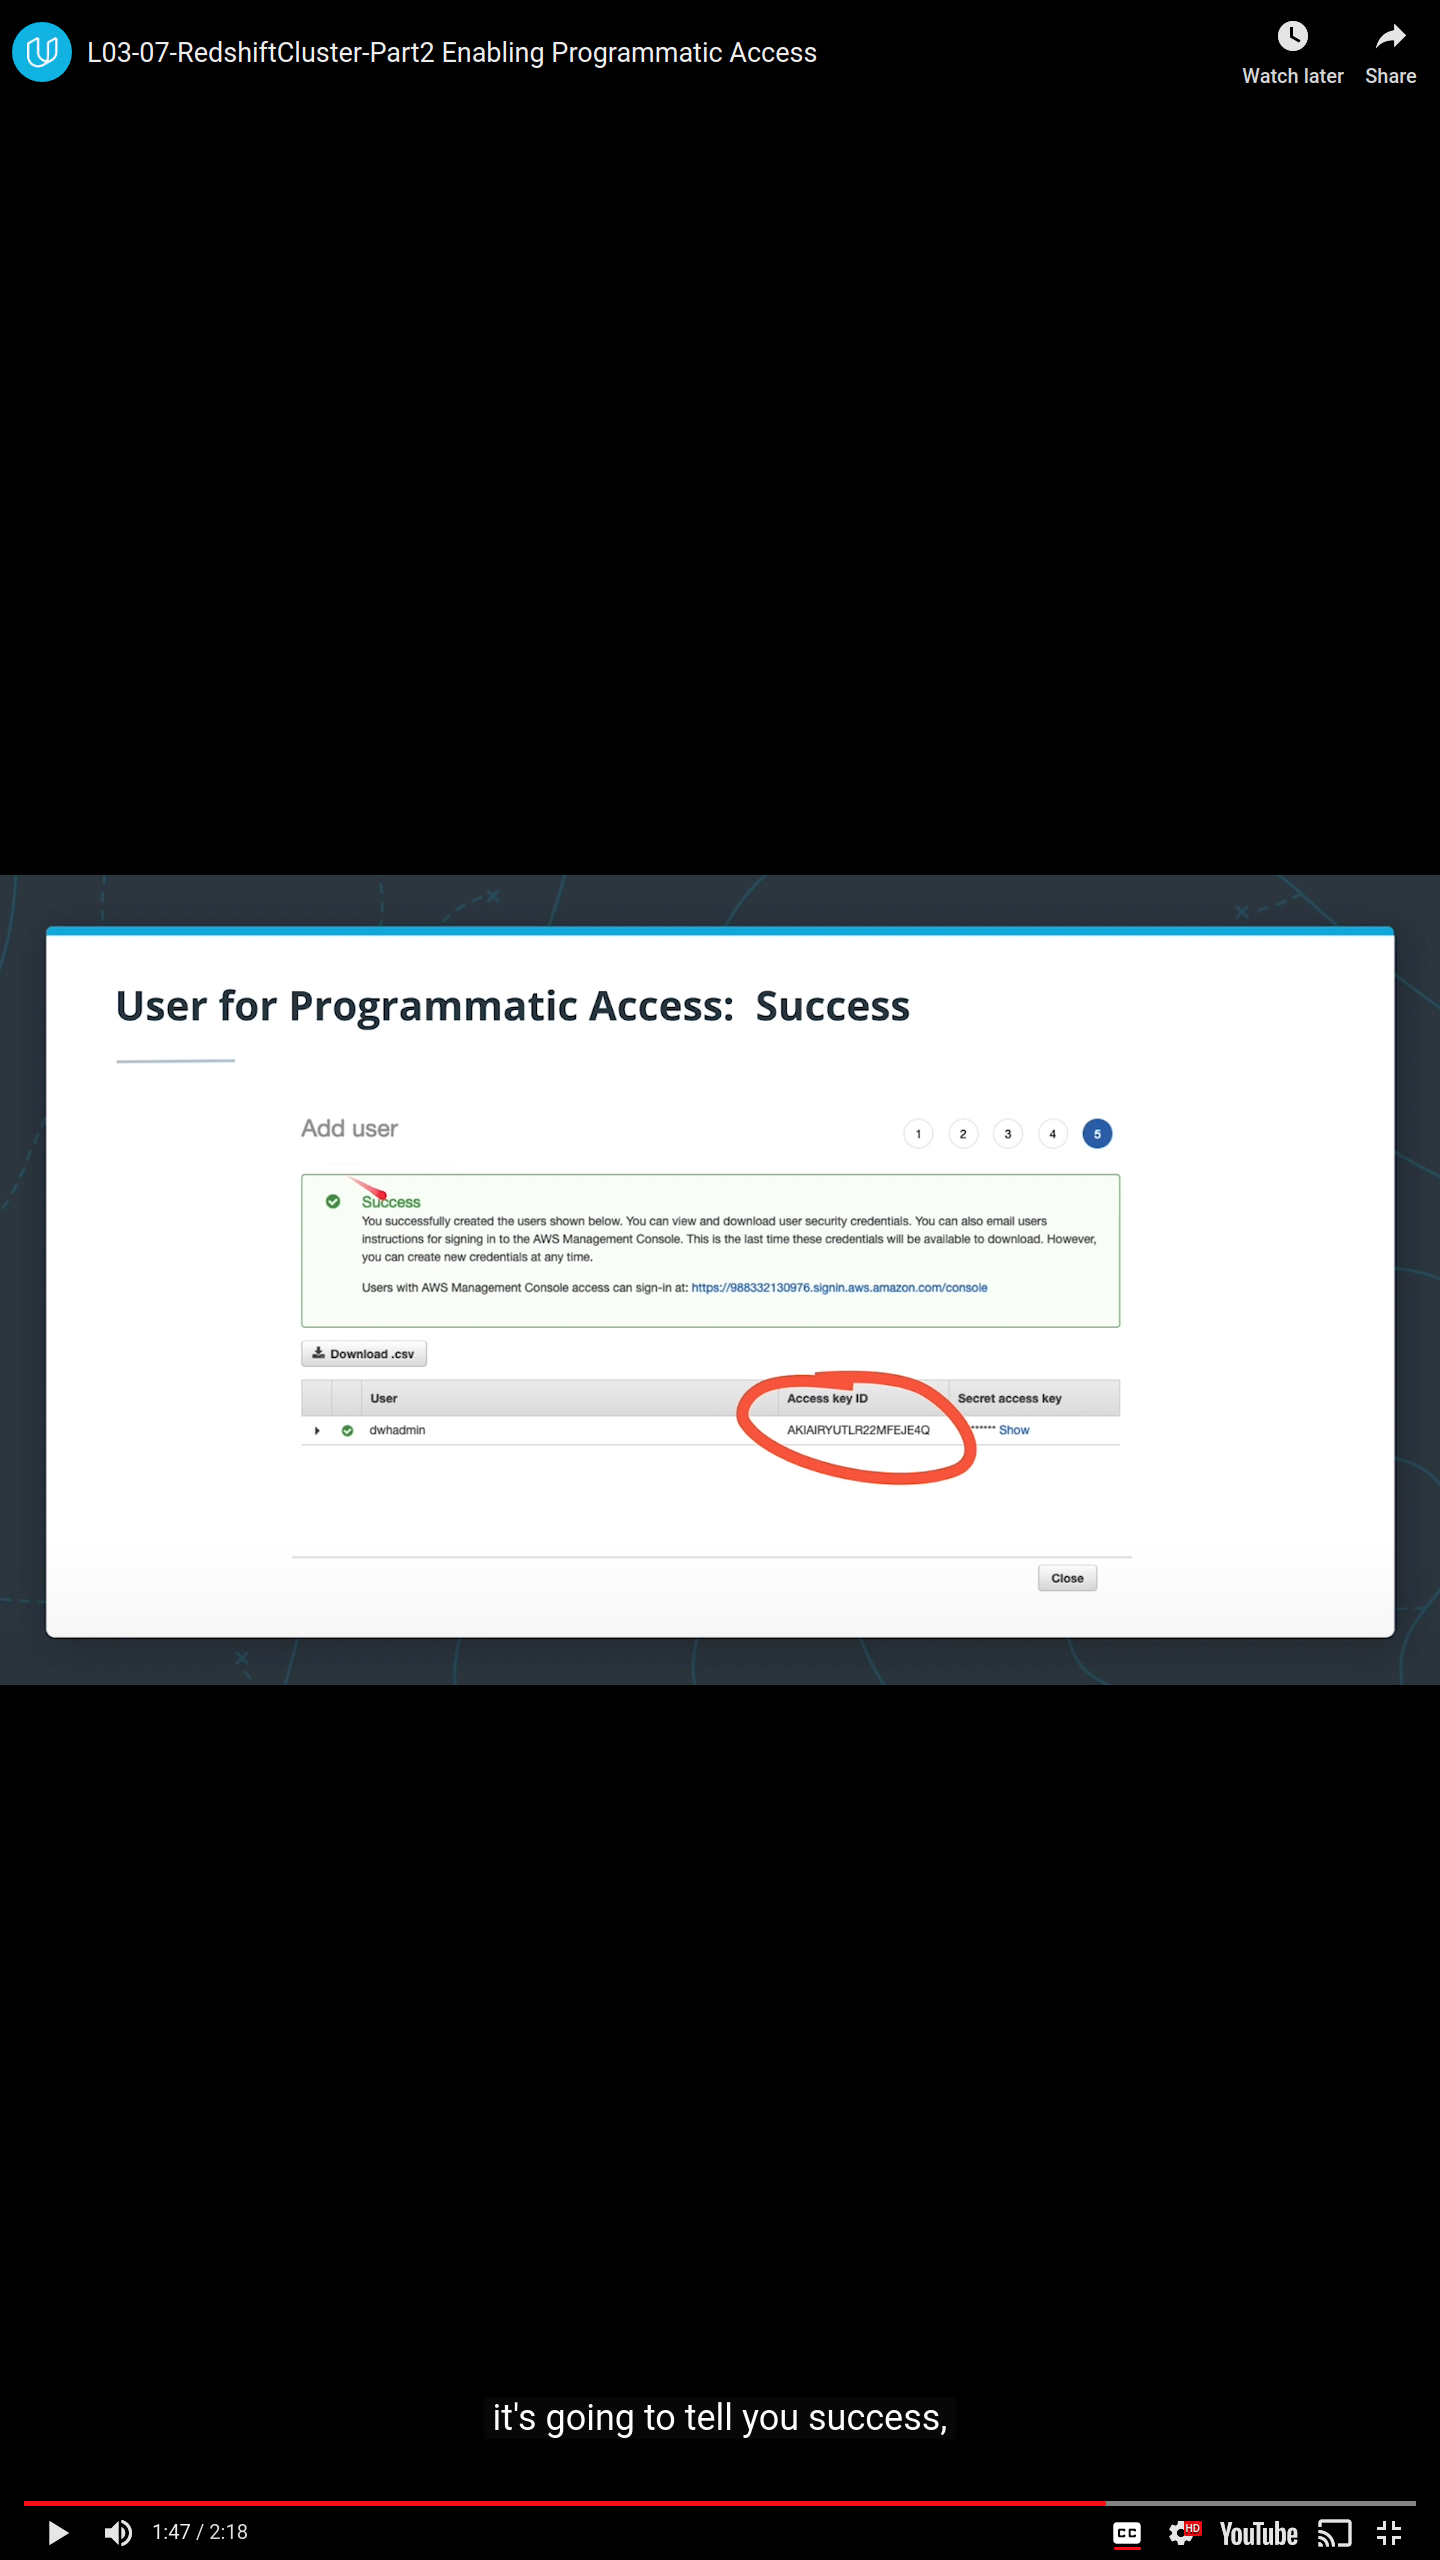 L03-07-RedshiftCluster-Part2 Enabling Programmatic Access
Watch later
Share
User for Programmatic Access: Success
Add user
1 2 3 4 5
Success
You successfully created the users shown below. You can view and download user security credentials. You can also email users
instructions for signing in to the AWS Management Console. This is the last time these credentials will be available to download. However,
you can create new credentials at any time.
Users with AWS Management Console access can sign-in at: https://988332130976.signin.aws.amazon.com/console
Download .csv
User Access key ID Secret access key
dwhadmin AKIAIRYUTLR22MFEJE4Q ****** Show
Close
it's going to tell you success,
1:47 / 2:18
CC
HD
YouTube